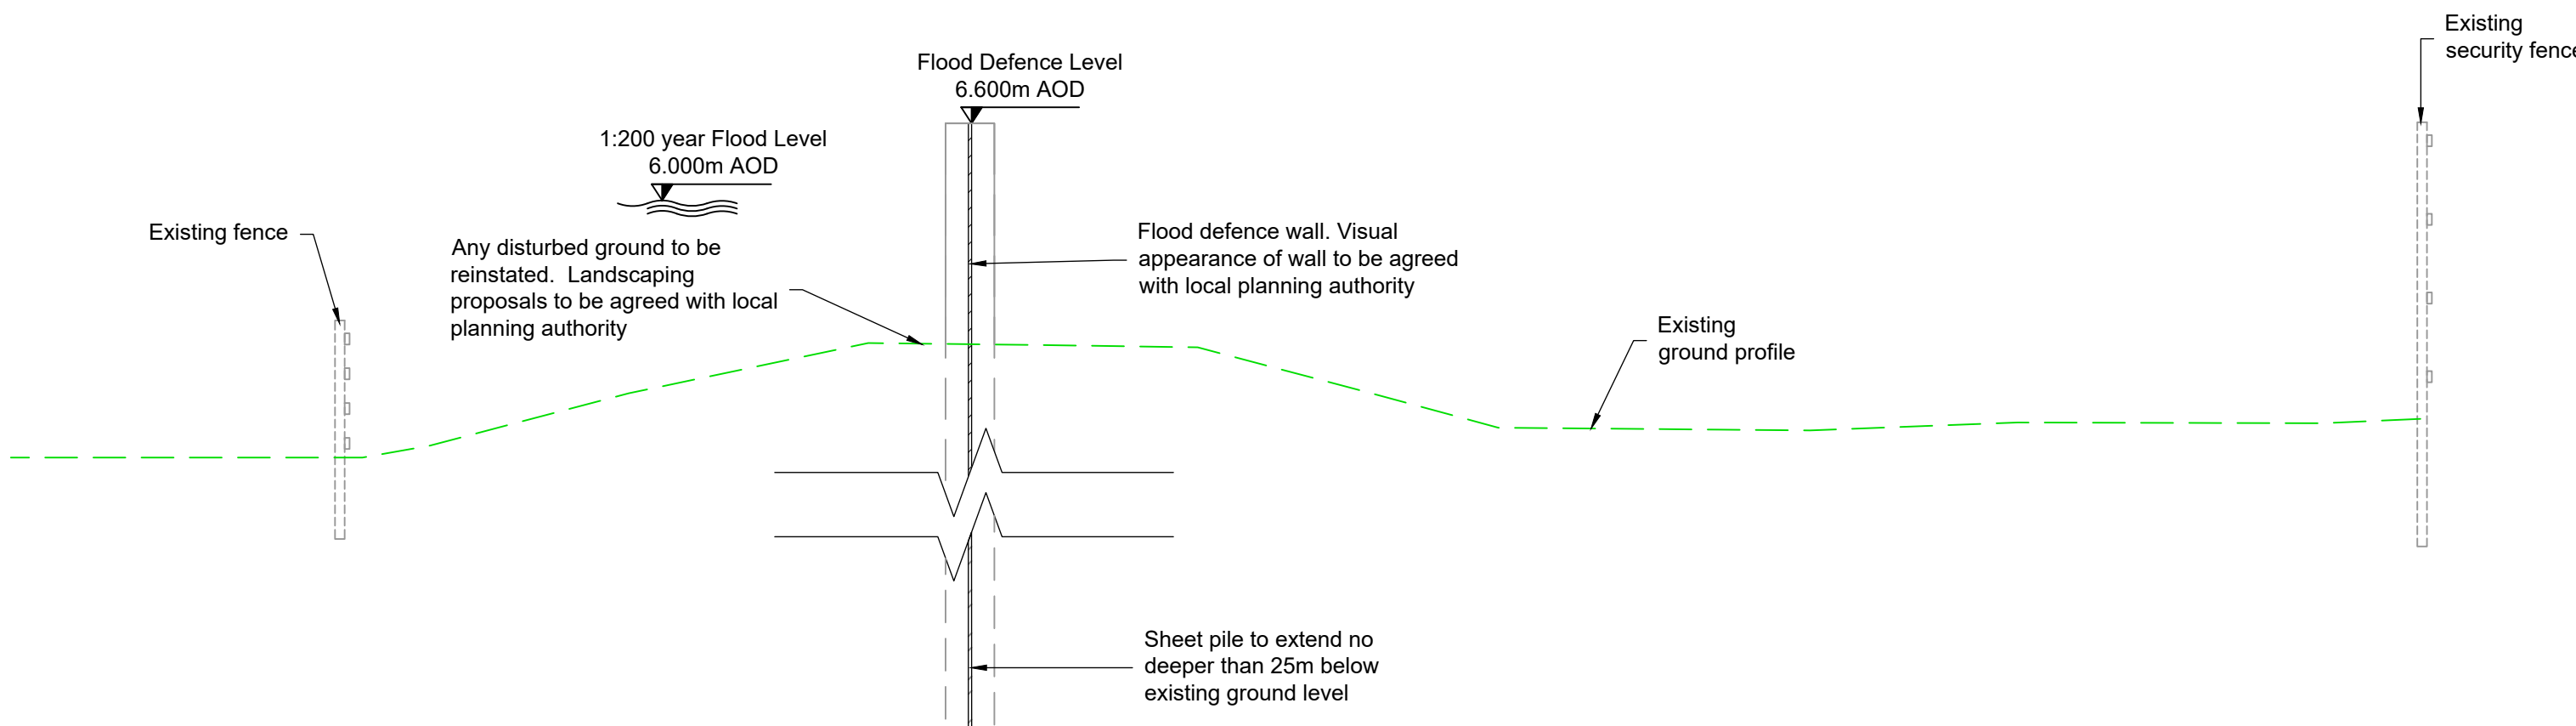 Existing
security fence
Flood Defence Level
6.600m AOD
1:200 year Flood Level
6.000m AOD
Existing fence
Any disturbed ground to be
reinstated.  Landscaping
proposals to be agreed with local
planning authority
Flood defence wall. Visual
appearance of wall to be agreed
with local planning authority
Existing
ground profile
Sheet pile to extend no
deeper than 25m below
existing ground level